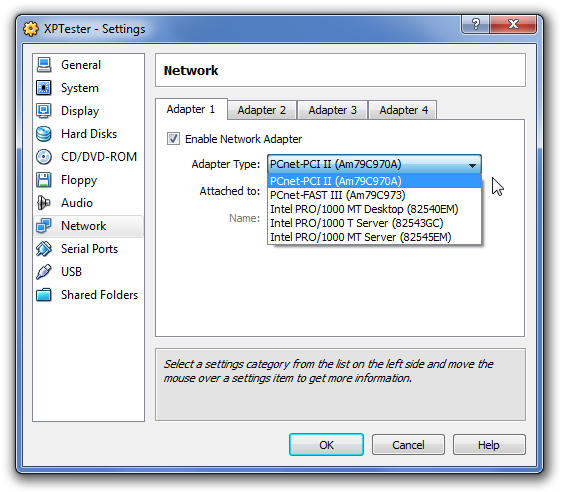 XPTester - Settings
General
System
Display
Hard Disks
CD/DVD-ROM
Floppy
Audio
Network
Serial Ports
USB
Shared Folders
Network
Adapter 1 Adapter 2 Adapter 3 Adapter 4
Enable Network Adapter
Adapter Type: PCnet-PCI II (Am79C970A)
PCnet-PCI II (Am79C970A)
Attached to: PCnet-FAST III (Am79C973)
Intel PRO/1000 MT Desktop (82540EM)
Name: Intel PRO/1000 T Server (82543GC)
Intel PRO/1000 MT Server (82545EM)
Select a settings category from the list on the left side and move the
mouse over a settings item to get more information.
OK Cancel Help